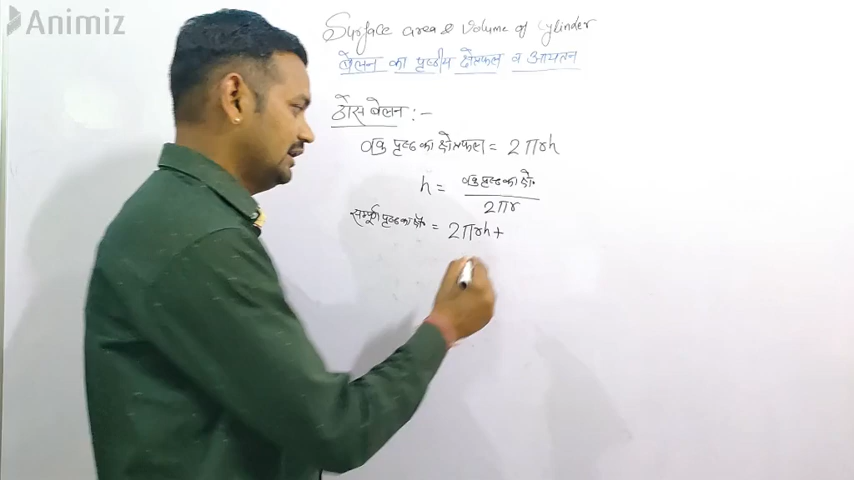 Animiz
Surface area & Volume of Cylinder
बेलन का पृष्ठीय क्षेत्रफल व आयतन
ठोस बेलन :-
वक्र पृष्ठ का क्षेत्रफल = 2πrh
h = वक्र पृष्ठ का क्षे॰
2πr
सम्पूर्ण पृष्ठ का क्षे॰ = 2πrh +